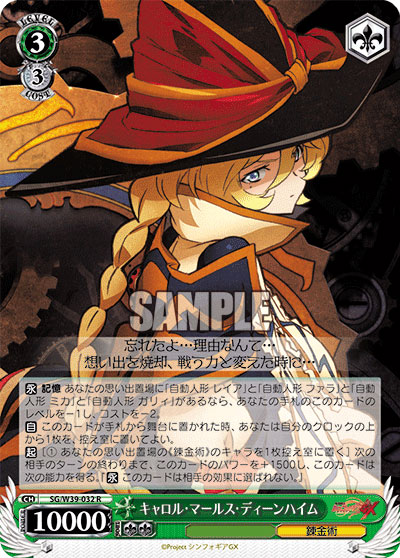 LEVEL
3
3
COST
SAMPLE
忘れたよ…理由なんて…
想い出を焼却、戦う力と変えた時に…
永 記憶 あなたの思い出置場に「自動人形 レイア」と「自動人形 ファラ」と「自動
人形 ミカ」と「自動人形 ガリィ」があるなら、あなたの手札のこのカードの
レベルを-1し、コストを-2。
自 このカードが手札から舞台に置かれた時、あなたは自分のクロックの上
から1枚を、控え室に置いてよい。
起［① あなたの思い出置場の《錬金術》のキャラを1枚控え室に置く］ 次の
相手のターンの終わりまで、このカードのパワーを+1500し、このカードは次
の能力を得る。『永 このカードは相手の効果に選ばれない。』
CH SG/W39-032 R
10000
キャロル・マールス・ディーンハイム
錬金術
©Project シンフォギアGX